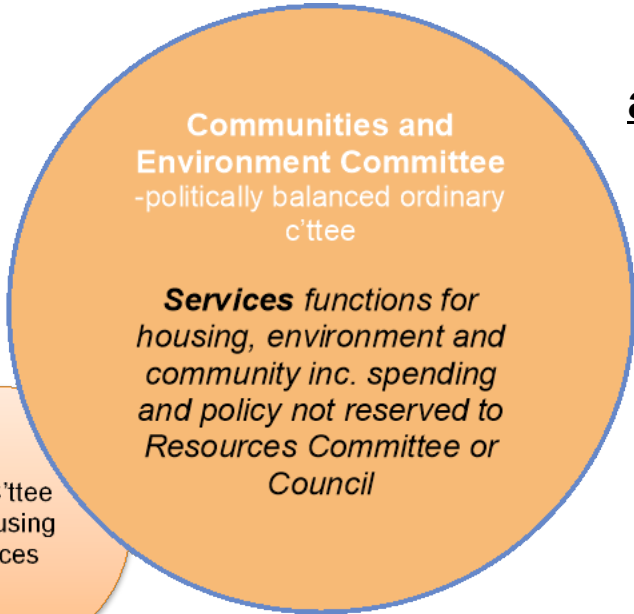 Communities and
Environment Committee
-politically balanced ordinary
c'ttee
Services functions for
housing, environment and
community inc. spending
and policy not reserved to
Resources Committee or
Council